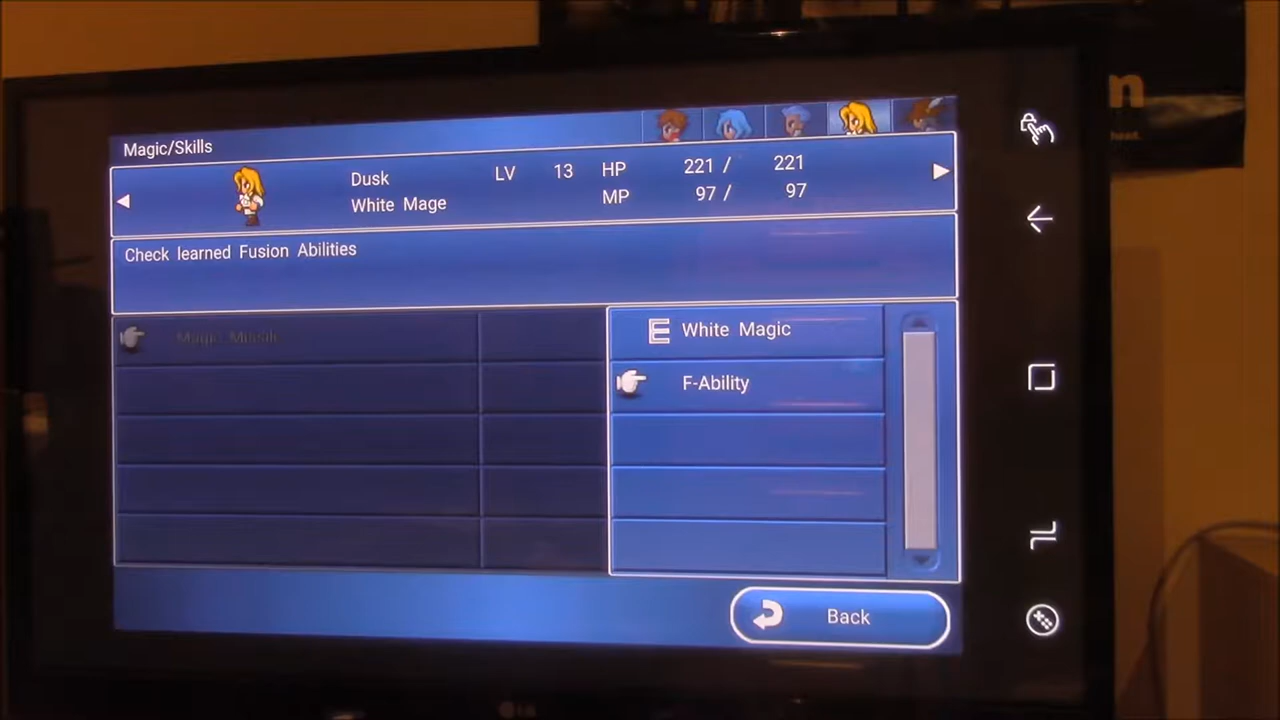 Magic/Skills
Dusk LV 13 HP 221 / 221
White Mage MP 97 / 97
Check learned Fusion Abilities
E White Magic
F-Ability
Back
n
LG